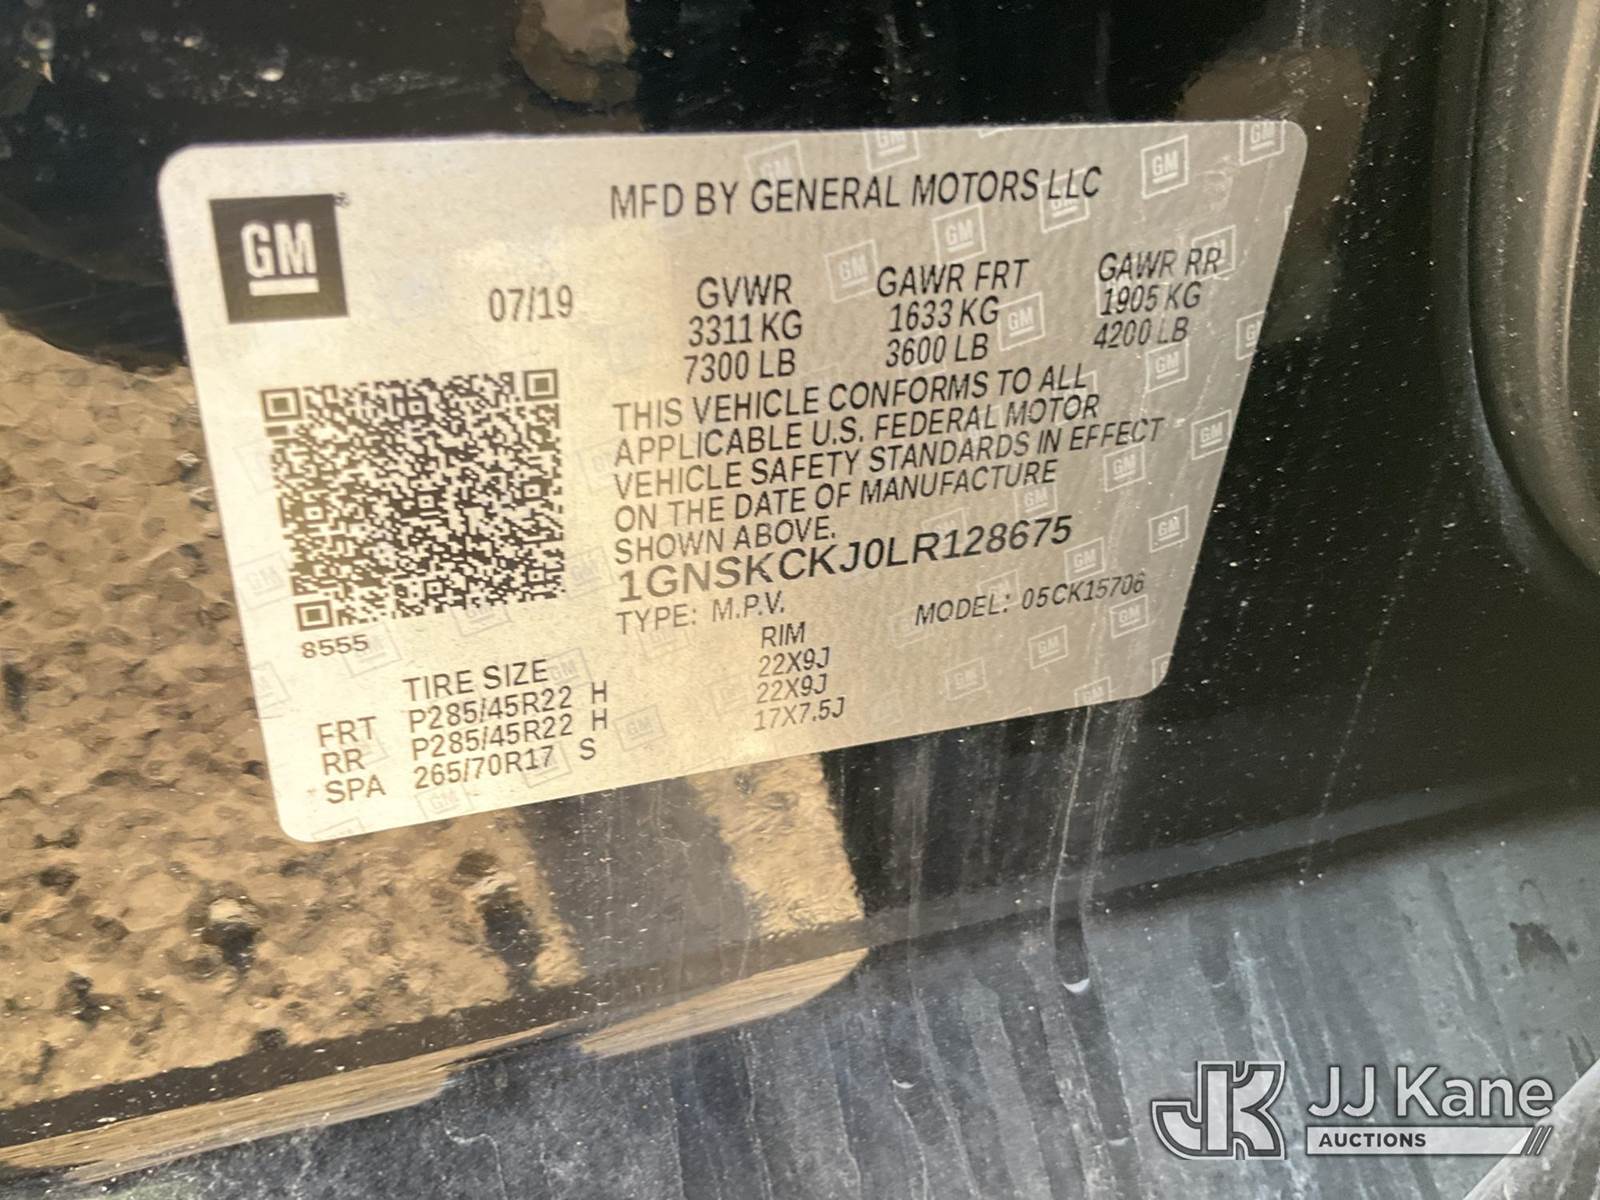 GM®
MFD BY GENERAL MOTORS LLC
07/19
GVWR GAWR FRT GAWR RR
3311 KG 1633 KG 1905 KG
7300 LB 3600 LB 4200 LB
THIS VEHICLE CONFORMS TO ALL
APPLICABLE U.S. FEDERAL MOTOR
VEHICLE SAFETY STANDARDS IN EFFECT
ON THE DATE OF MANUFACTURE
SHOWN ABOVE.
1GNSKCKJ0LR128675
TYPE: M.P.V. MODEL: 05CK15706
8555
TIRE SIZE RIM
FRT P285/45R22 H 22X9J
RR P285/45R22 H 22X9J
SPA 265/70R17 S 17X7.5J
JK JJ Kane
AUCTIONS